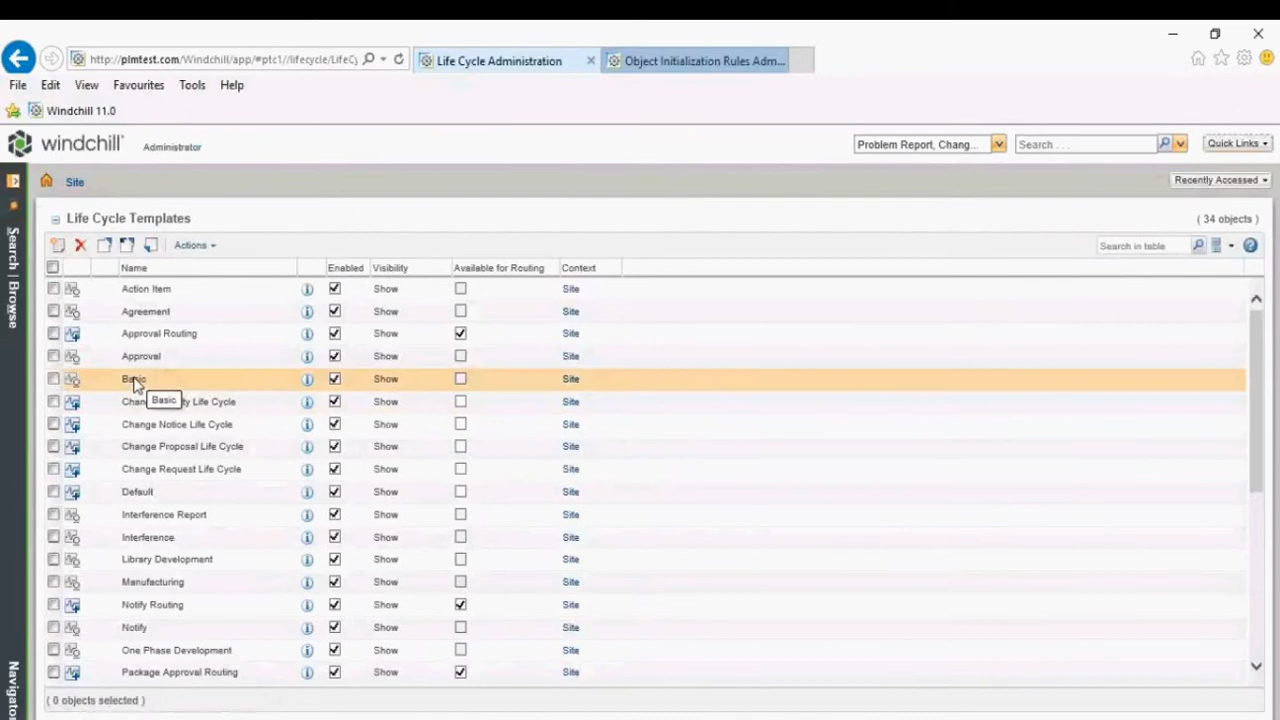 http://plmtest.com/Windchill/app/#ptc1//lifecycle/LifeCy
Life Cycle Administration
Object Initialization Rules Adm...
File Edit View Favourites Tools Help
Windchill 11.0
windchill Administrator
Problem Report, Chang...
Search . . .
Quick Links
Site
Recently Accessed
Life Cycle Templates
( 34 objects )
Actions
Search in table
Name Enabled Visibility Available for Routing Context
Action Item Show Site
Agreement Show Site
Approval Routing Show Site
Approval Show Site
Basic Show Site
Basic
Chan ty Life Cycle Show Site
Change Notice Life Cycle Show Site
Change Proposal Life Cycle Show Site
Change Request Life Cycle Show Site
Default Show Site
Interference Report Show Site
Interference Show Site
Library Development Show Site
Manufacturing Show Site
Notify Routing Show Site
Notify Show Site
One Phase Development Show Site
Package Approval Routing Show Site
( 0 objects selected )
Search | Browse
Navigator